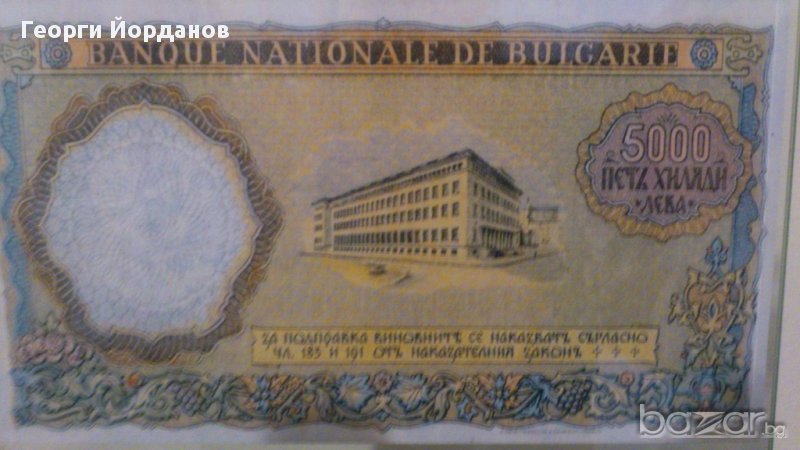 Георги Йорданов
BANQUE NATIONALE DE BULGARIE
5000
ПЕТЬ ХИЛЯДИ
ЛЕВА
ЗА ПОДПРАВКА ВИНОВНИТѢ СЕ НАКАЗВАТЪ СЪГЛАСНО
ЧЛ. 185 И 191 ОТЪ НАКАЗАТЕЛНИЯ ЗАКОНЪ
bazar.bg